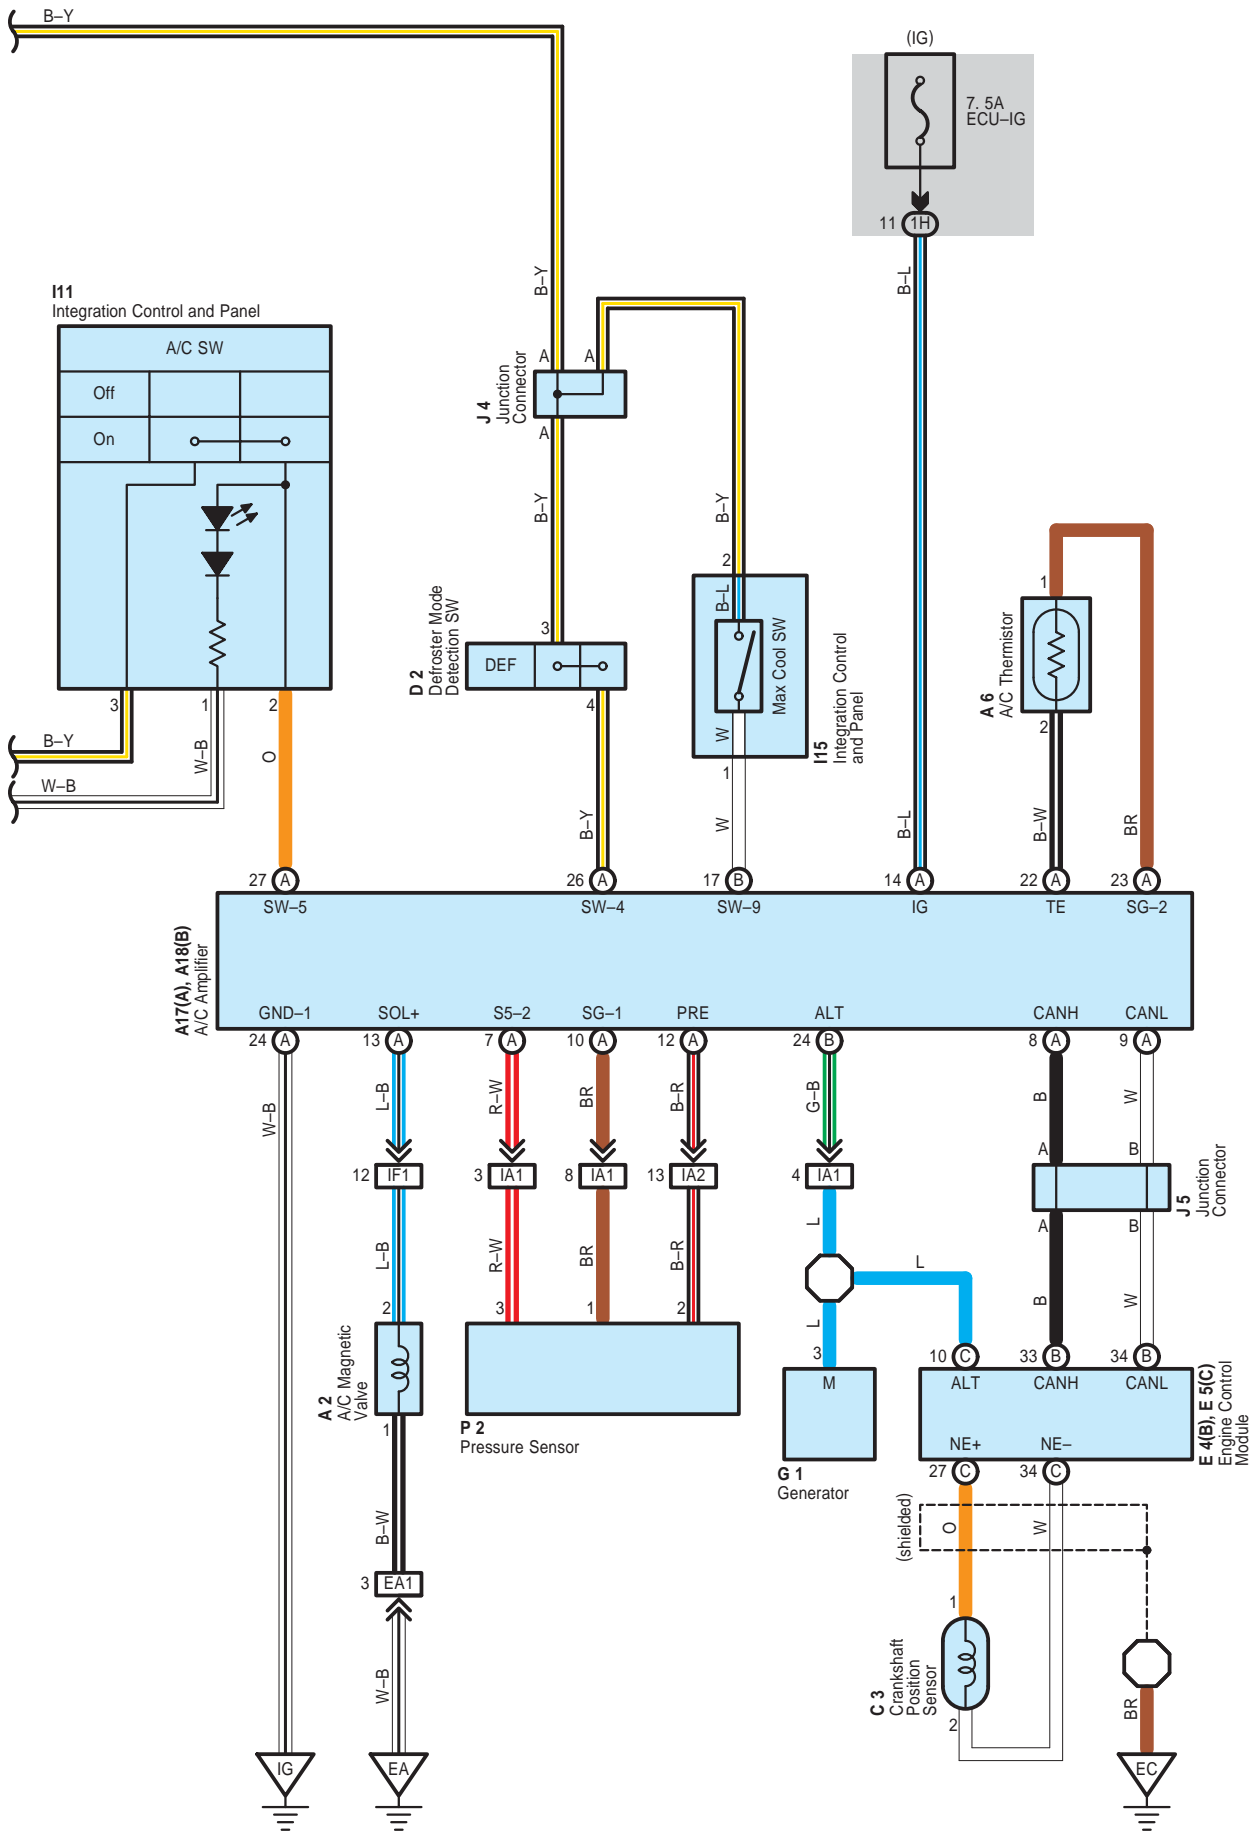 B–Y
(IG)
7. 5A
ECU–IG
11
1H
B–Y
B–L
I11
Integration Control and Panel
A/C SW
Off
On
A
A
J 4
Junction
Connector
A
B–Y
B–Y
2
B–L
Max Cool SW
W
1
I15
Integration Control
and Panel
3
DEF
D 2
Defroster Mode
Detection SW
4
1
A 6
A/C Thermistor
2
3
1
2
B–Y
W–B
W–B
O
B–Y
W
B–L
B–W
BR
27
A
26
A
17
B
14
A
22
A
23
A
SW–5
SW–4
SW–9
IG
TE
SG–2
A17(A), A18(B)
A/C Amplifier
GND–1
SOL+
S5–2
SG–1
PRE
ALT
CANH
CANL
24
A
13
A
7
A
10
A
12
A
24
B
8
A
9
A
W–B
L–B
R–W
BR
B–R
G–B
B
W
A
B
12
IF1
3
IA1
8
IA1
13
IA2
4
IA1
J 5
Junction
Connector
A
B
L–B
R–W
BR
B–R
L
L
L
B
W
2
3
1
2
3
10
C
33
B
34
B
A 2
A/C Magnetic
Valve
1
P 2
Pressure Sensor
M
G 1
Generator
ALT
CANH
CANL
NE+
NE–
E 4(B), E 5(C)
Engine Control
Module
27
C
34
C
(shielded)
O
W
B–W
3
EA1
W–B
1
C 3
Crankshaft
Position
Sensor
2
BR
IG
EA
EC